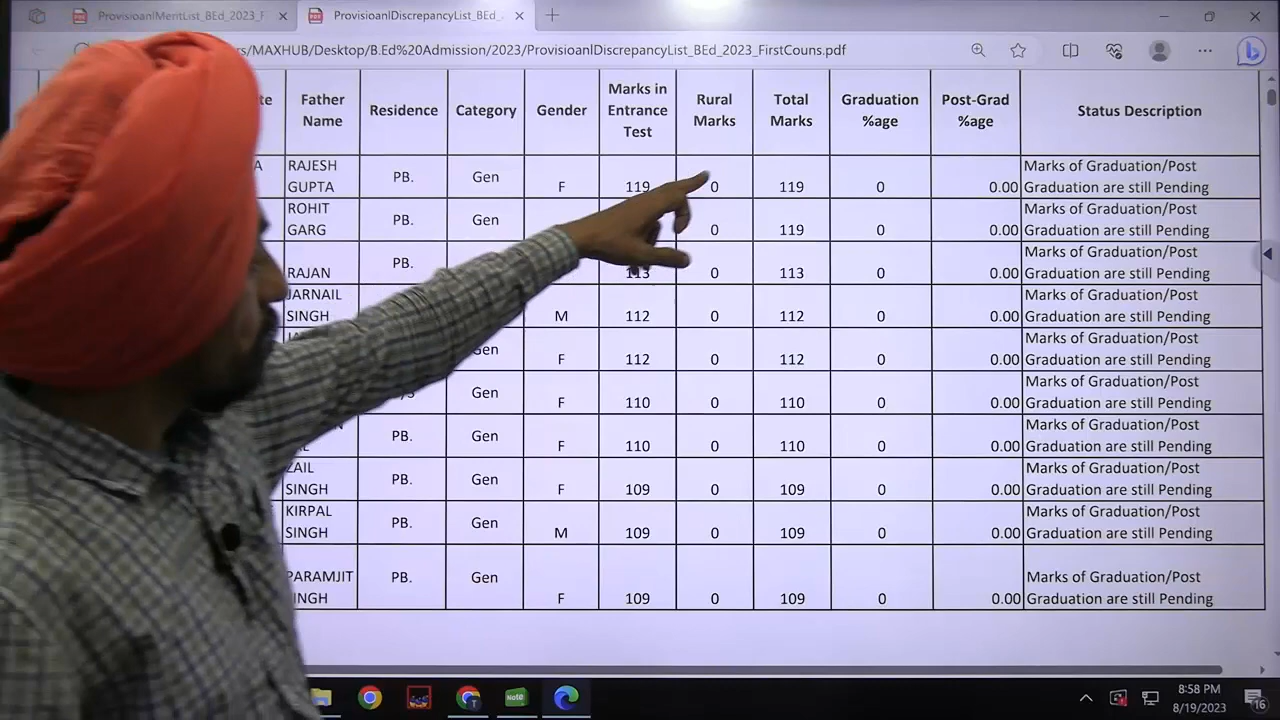 ProvisioanlMeritList_BEd_2023_F
ProvisioanlDiscrepancyList_BEd_
rs/MAXHUB/Desktop/B.Ed%20Admission/2023/ProvisioanlDiscrepancyList_BEd_2023_FirstCouns.pdf
Father Name Residence Category Gender Marks in Entrance Test Rural Marks Total Marks Graduation %age Post-Grad %age Status Description
A RAJESH GUPTA PB. Gen F 119 0 119 0 0.00 Marks of Graduation/Post Graduation are still Pending
ROHIT GARG PB. Gen 0 119 0 0.00 Marks of Graduation/Post Graduation are still Pending
RAJAN PB. 113 0 113 0 0.00 Marks of Graduation/Post Graduation are still Pending
JARNAIL SINGH M 112 0 112 0 0.00 Marks of Graduation/Post Graduation are still Pending
Gen F 112 0 112 0 0.00 Marks of Graduation/Post Graduation are still Pending
Gen F 110 0 110 0 0.00 Marks of Graduation/Post Graduation are still Pending
PB. Gen F 110 0 110 0 0.00 Marks of Graduation/Post Graduation are still Pending
ZAIL SINGH PB. Gen F 109 0 109 0 0.00 Marks of Graduation/Post Graduation are still Pending
KIRPAL SINGH PB. Gen M 109 0 109 0 0.00 Marks of Graduation/Post Graduation are still Pending
PARAMJIT INGH PB. Gen F 109 0 109 0 0.00 Marks of Graduation/Post Graduation are still Pending
Note
8:58 PM
8/19/2023
16